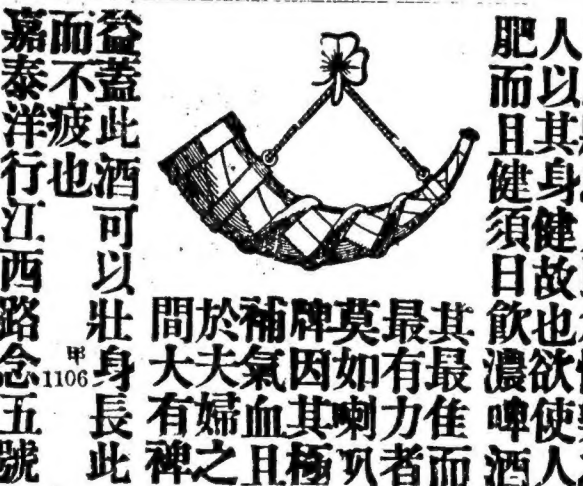 人以其身健故也欲使人
肥而且健須日飲濃啤酒
其最佳而
最有力者
莫如喇叭
牌因其極
補氣血且
於夫婦之
間大有裨
益蓋此酒可以壯身長此
而不疲也
甲1106
嘉泰洋行江西路念五號